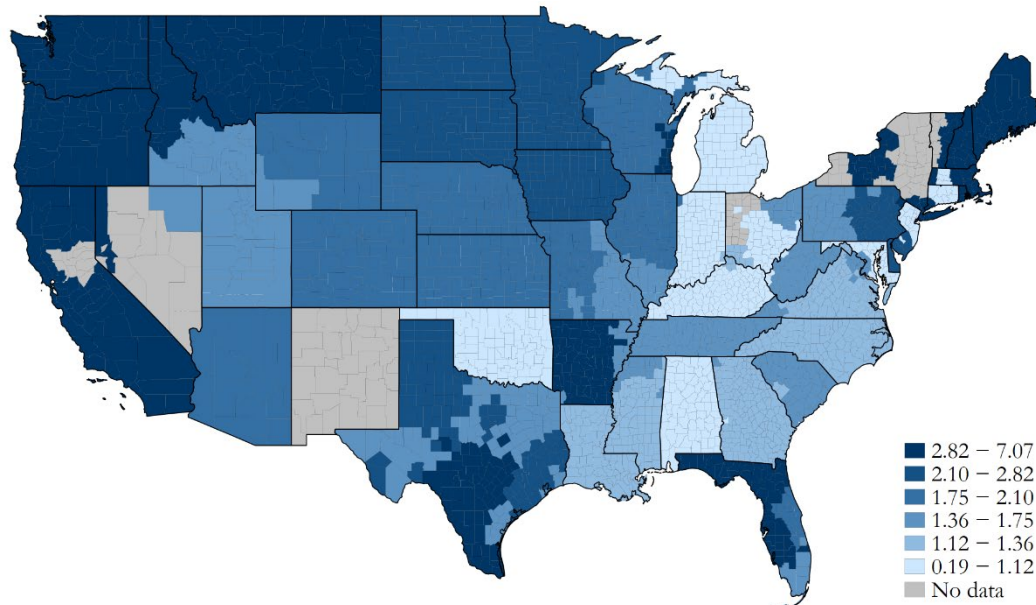 2.82 − 7.07
2.10 − 2.82
1.75 − 2.10
1.36 − 1.75
1.12 − 1.36
0.19 − 1.12
No data